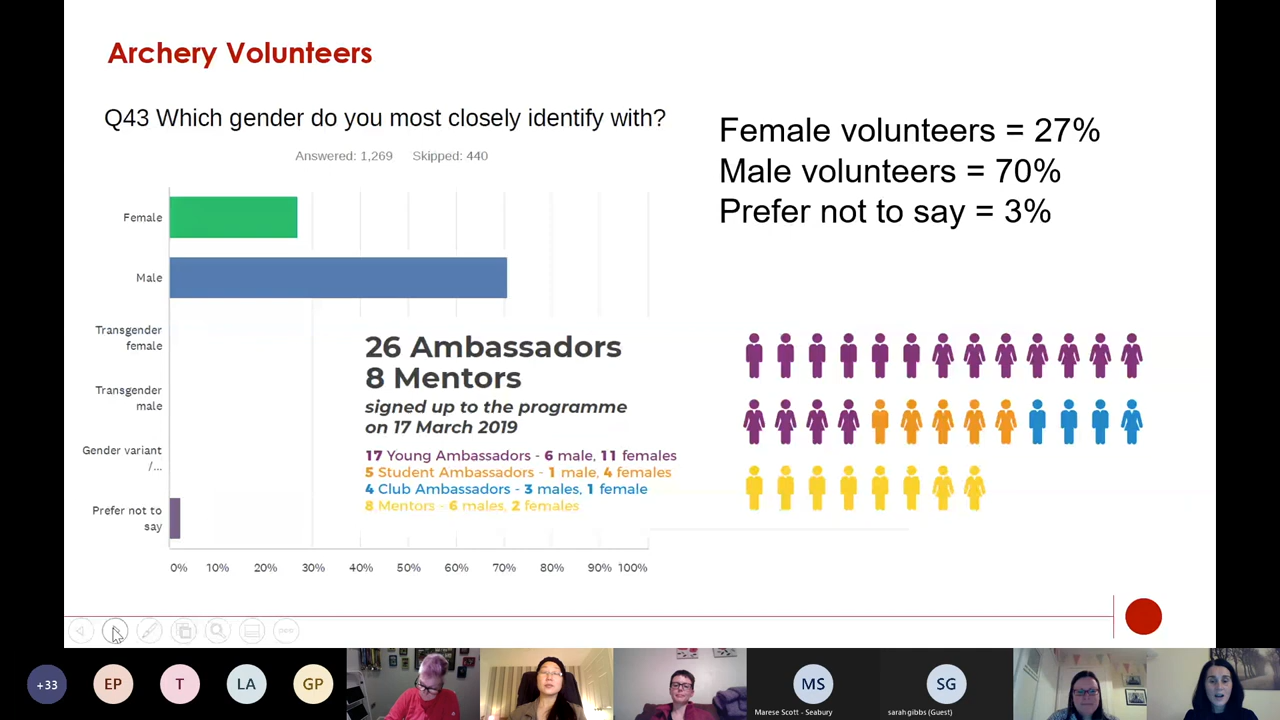 Archery Volunteers
Q43 Which gender do you most closely identify with?
Answered: 1,269 Skipped: 440
Female
Male
Transgender
female
Transgender
male
Gender variant
/...
Prefer not to
say
0% 10% 20% 30% 40% 50% 60% 70% 80% 90% 100%
26 Ambassadors
8 Mentors
signed up to the programme
on 17 March 2019
17 Young Ambassadors - 6 male, 11 females
5 Student Ambassadors - 1 male, 4 females
4 Club Ambassadors - 3 males, 1 female
8 Mentors - 6 males, 2 females
Female volunteers = 27%
Male volunteers = 70%
Prefer not to say = 3%
+33
EP
T
LA
GP
MS
Marese Scott - Seabury
SG
sarah gibbs (Guest)